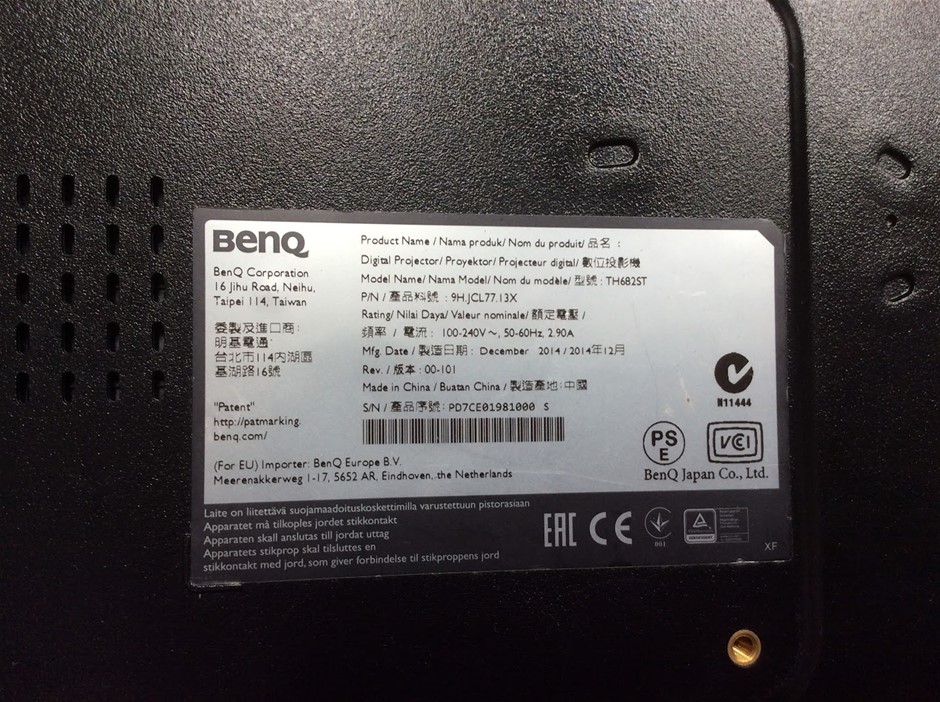 BenQ
BenQ Corporation
16 Jihu Road, Neihu,
Taipei 114, Taiwan
委製及進口商:
明基電通
台北市114內湖區
基湖路16號
"Patent"
http://patmarking.
benq.com/
(For EU) Importer: BenQ Europe B.V.
Meerenakkerweg 1-17, 5652 AR, Eindhoven, the Netherlands
Product Name / Nama produk/ Nom du produit/ 品名 :
Digital Projector/ Proyektor/ Projecteur digital/ 數位投影機
Model Name/ Nama Model/ Nom du modèle/ 型號 : TH682ST
P/N / 產品料號 : 9H.JCL77.13X
Rating/ Nilai Daya/ Valeur nominale/ 額定電壓 /
頻率 / 電流 : 100-240V～, 50-60Hz, 2.90A
Mfg. Date / 製造日期 : December 2014 / 2014年12月
Rev. / 版本 : 00-101
Made in China / Buatan China / 製造產地:中國
S/N / 產品序號 : PD7CE01981000 S
N11444
PS
E
VCCI
BenQ Japan Co., Ltd.
Laite on liitettävä suojamaadoituskoskettimilla varustettuun pistorasiaan
Apparatet må tilkoples jordet stikkontakt
Apparaten skall anslutas till jordat uttag
Apparatets stikprop skal tilsluttes en
stikkontakt med jord, som giver forbindelse til stikproppens jord
EAC CE
001
XF